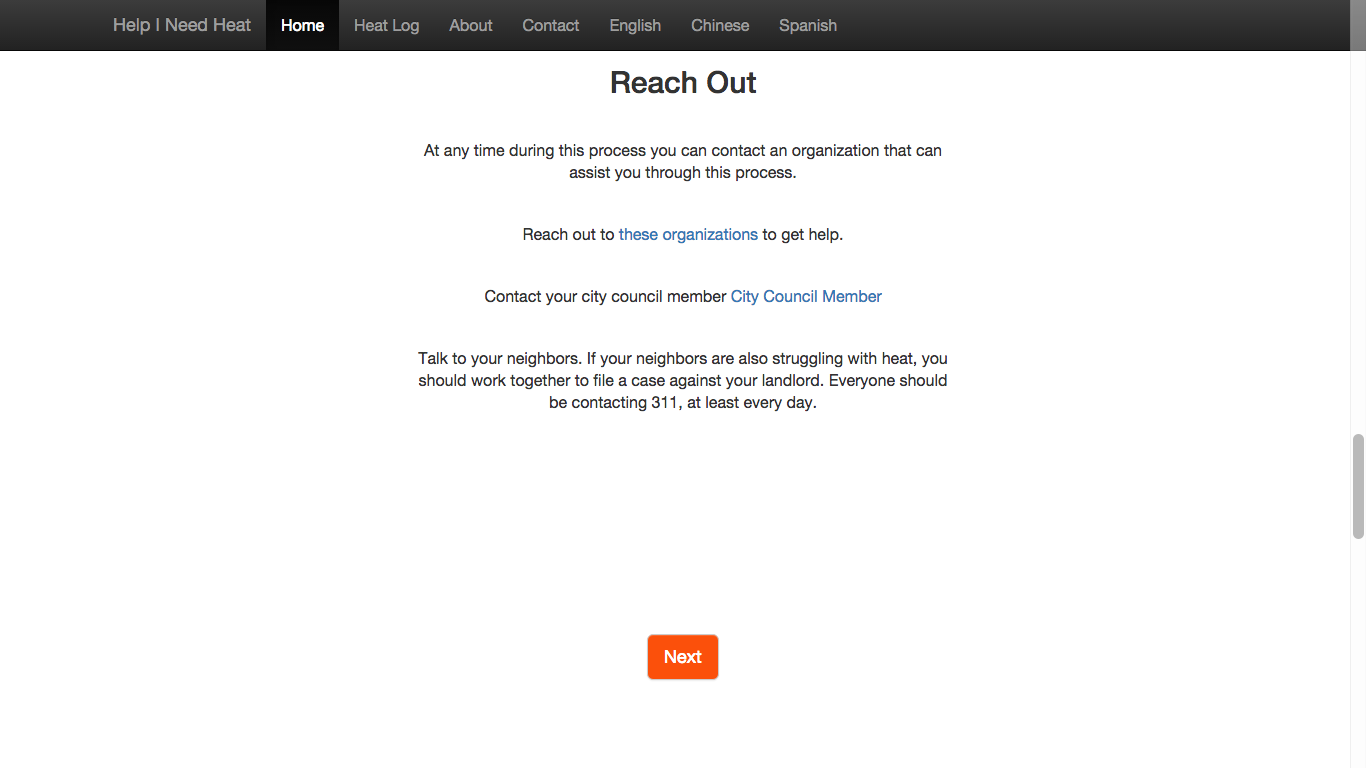 Help I Need Heat Home Heat Log About Contact English Chinese Spanish
Reach Out
At any time during this process you can contact an organization that can
assist you through this process.
Reach out to these organizations to get help.
Contact your city council member City Council Member
Talk to your neighbors. If your neighbors are also struggling with heat, you
should work together to file a case against your landlord. Everyone should
be contacting 311, at least every day.
Next